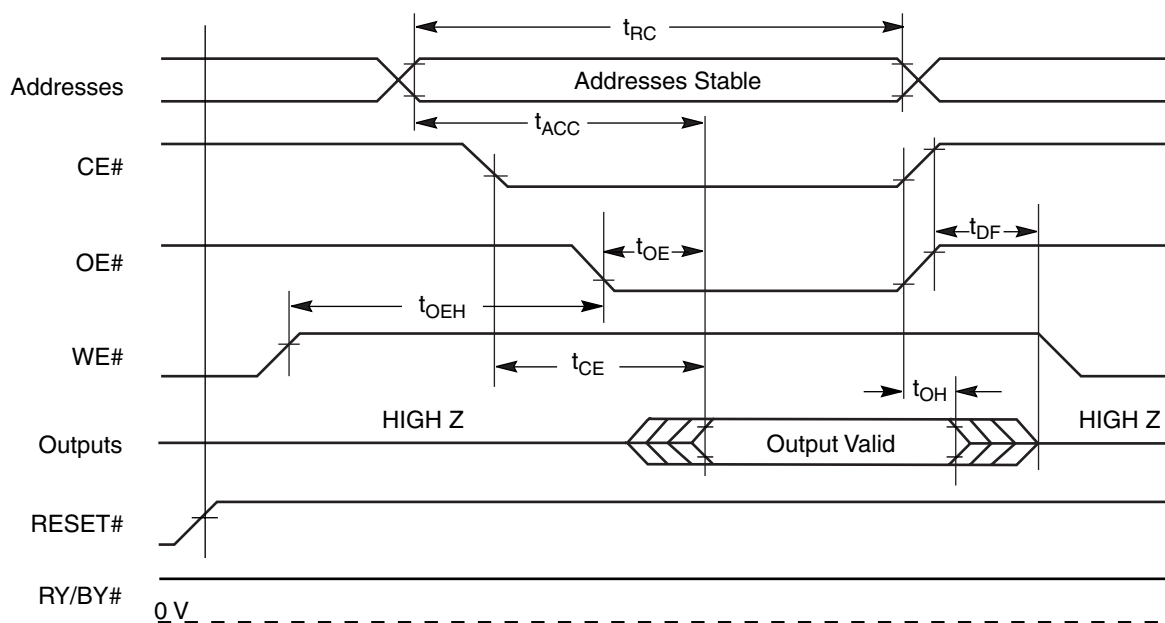 tRC
Addresses
Addresses Stable
tACC
CE#
OE#
tOE
tDF
tOEH
WE#
tCE
tOH
HIGH Z
HIGH Z
Outputs
Output Valid
RESET#
RY/BY#
0 V